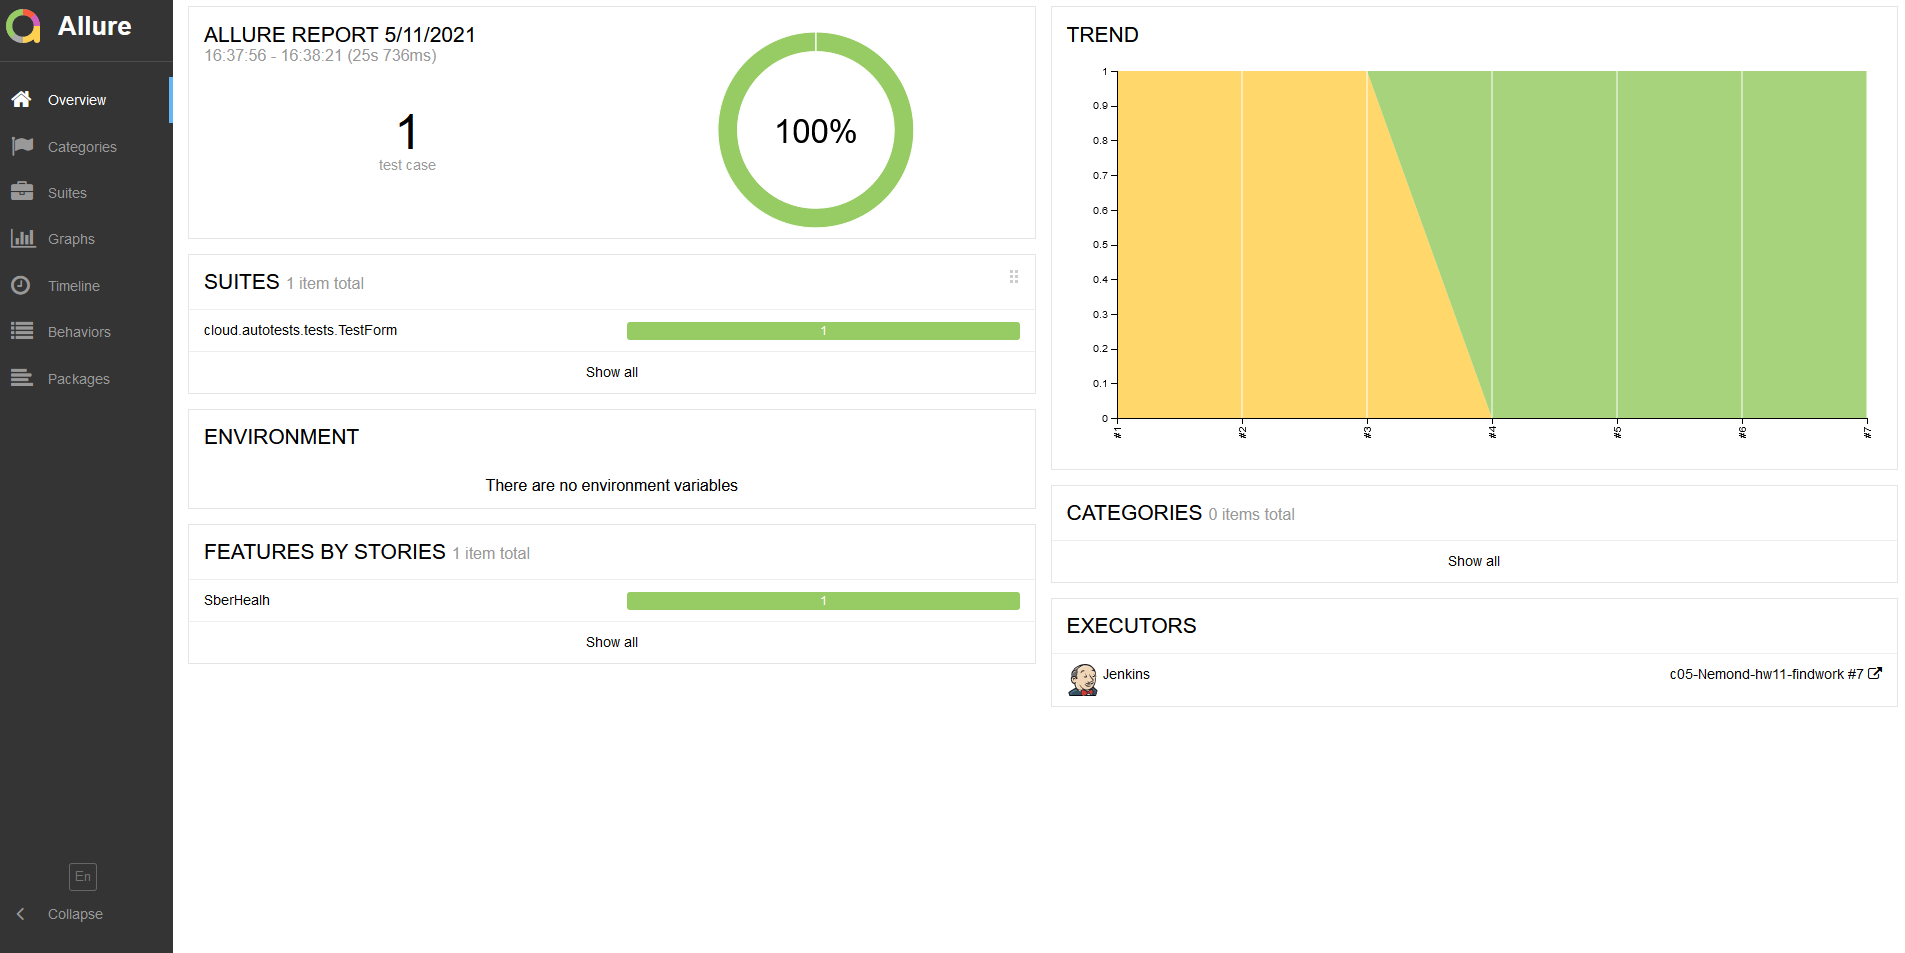 Allure
Overview
Categories
Suites
Graphs
Timeline
Behaviors
Packages
En
Collapse
ALLURE REPORT 5/11/2021
16:37:56 - 16:38:21 (25s 736ms)
1
test case
100%
SUITES 1 item total
cloud.autotests.tests.TestForm 1
Show all
ENVIRONMENT
There are no environment variables
FEATURES BY STORIES 1 item total
SberHealh 1
Show all
TREND
1
0.9
0.8
0.7
0.6
0.5
0.4
0.3
0.2
0.1
0
#1 #2 #3 #4 #5 #6 #7
CATEGORIES 0 items total
Show all
EXECUTORS
Jenkins c05-Nemond-hw11-findwork #7